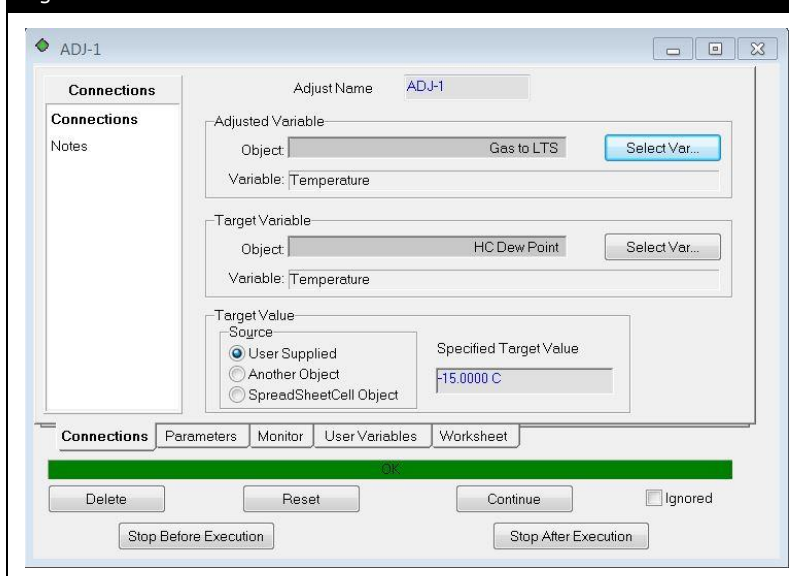 ADJ-1
Connections
Connections
Notes
Adjust Name ADJ-1
Adjusted Variable
Object: Gas to LTS Select Var...
Variable: Temperature
Target Variable
Object: HC Dew Point Select Var...
Variable: Temperature
Target Value
Source
User Supplied
Another Object
SpreadSheetCell Object
Specified Target Value
-15.0000 C
Connections Parameters Monitor User Variables Worksheet
OK
Delete Reset Continue Ignored
Stop Before Execution Stop After Execution